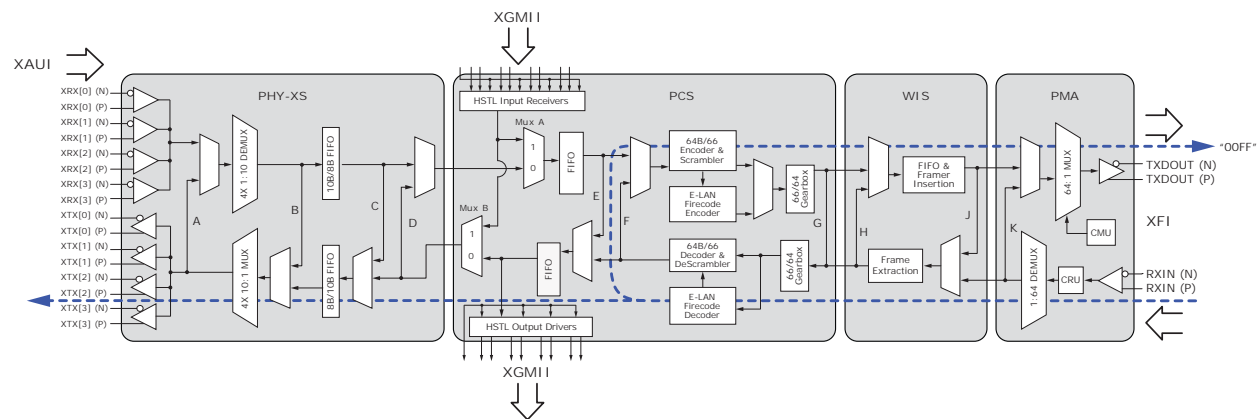 XGMII
XAUI
PHY-XS
PCS
WIS
PMA
XRX[0] (N)
XRX[0] (P)
XRX[1] (N)
XRX[1] (P)
XRX[2] (N)
XRX[2] (P)
XRX[3] (N)
XRX[3] (P)
XTX[0] (N)
XTX[0] (P)
XTX[1] (N)
XTX[1] (P)
XTX[2] (N)
XTX[2] (P)
XTX[3] (N)
XTX[3] (P)
4X 1:10 DEMUX
10B/8B FIFO
4X 10:1 MUX
8B/10B FIFO
A
B
C
D
HSTL Input Receivers
Mux A
1
0
FIFO
Mux B
1
0
FIFO
HSTL Output Drivers
E
F
64B/66
Encoder &
Scrambler
E-LAN
Firecode
Encoder
66/64
Gearbox
64B/66
Decoder &
DeScrambler
E-LAN
Firecode
Decoder
66/64
Gearbox
G
H
FIFO &
Framer
Insertion
Frame
Extraction
J
K
64:1 MUX
CMU
1:64 DEMUX
CRU
"00FF"
TXDOUT (N)
TXDOUT (P)
XFI
RXIN (N)
RXIN (P)
XGMII